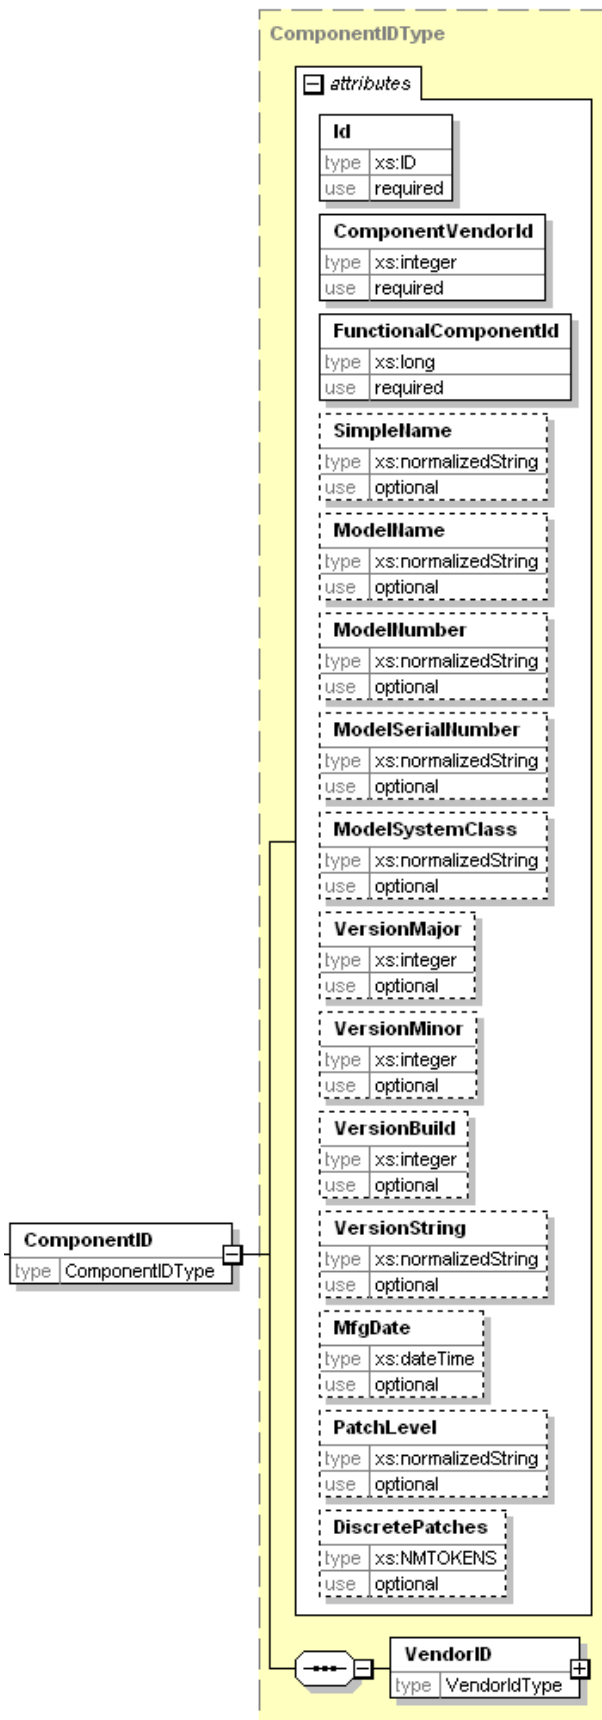 ComponentIDType
attributes
Id
type xs:ID
use required
ComponentVendorId
type xs:integer
use required
FunctionalComponentId
type xs:long
use required
SimpleName
type xs:normalizedString
use optional
ModelName
type xs:normalizedString
use optional
ModelNumber
type xs:normalizedString
use optional
ModelSerialNumber
type xs:normalizedString
use optional
ModelSystemClass
type xs:normalizedString
use optional
VersionMajor
type xs:integer
use optional
VersionMinor
type xs:integer
use optional
VersionBuild
type xs:integer
use optional
ComponentID
type ComponentIDType
VersionString
type xs:normalizedString
use optional
MfgDate
type xs:dateTime
use optional
PatchLevel
type xs:normalizedString
use optional
DiscretePatches
type xs:NMTOKENS
use optional
VendorID
type VendorIdType